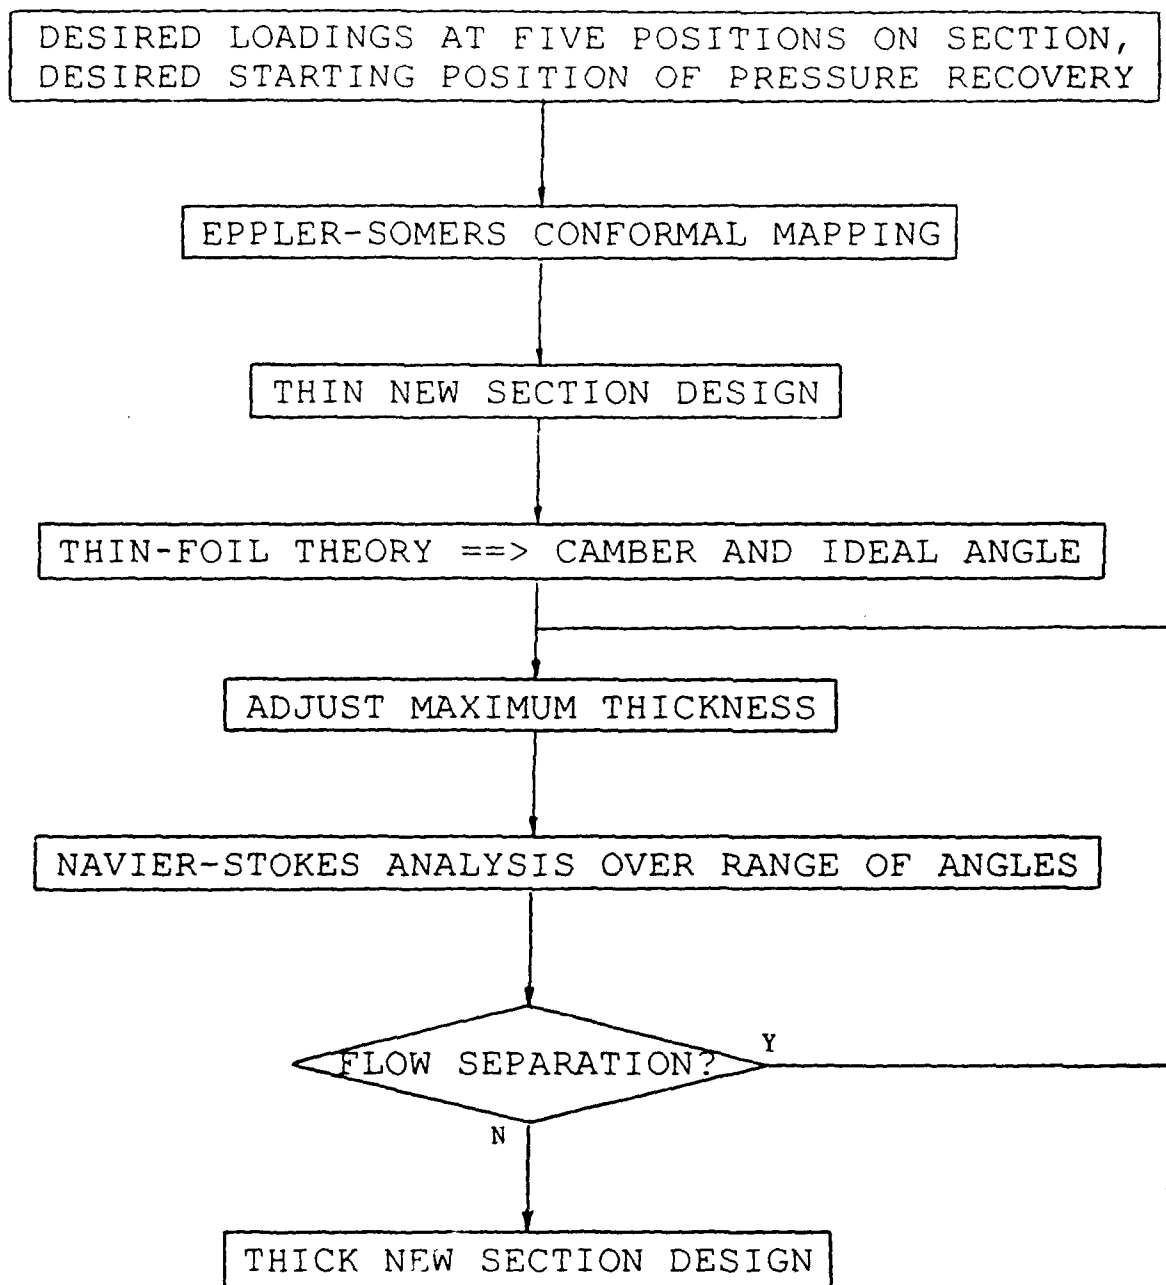 DESIRED LOADINGS AT FIVE POSITIONS ON SECTION,
DESIRED STARTING POSITION OF PRESSURE RECOVERY
EPPLER-SOMERS CONFORMAL MAPPING
THIN NEW SECTION DESIGN
THIN-FOIL THEORY ==> CAMBER AND IDEAL ANGLE
ADJUST MAXIMUM THICKNESS
NAVIER-STOKES ANALYSIS OVER RANGE OF ANGLES
FLOW SEPARATION?
Y
N
THICK NEW SECTION DESIGN